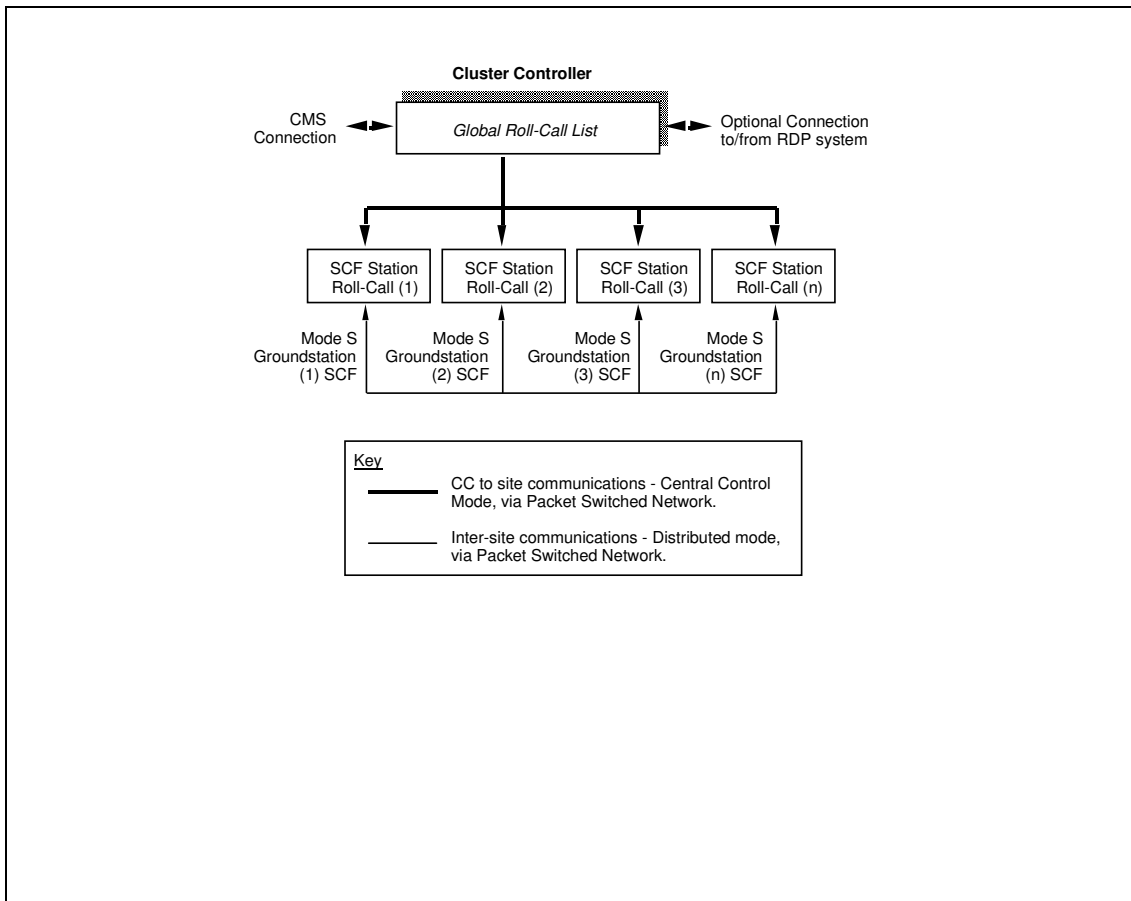 Cluster Controller
CMS
Connection
Global Roll-Call List
Optional Connection
to/from RDP system
SCF Station
Roll-Call (1)
SCF Station
Roll-Call (2)
SCF Station
Roll-Call (3)
SCF Station
Roll-Call (n)
Mode S
Groundstation
(1) SCF
Mode S
Groundstation
(2) SCF
Mode S
Groundstation
(3) SCF
Mode S
Groundstation
(n) SCF
Key
CC to site communications - Central Control
Mode, via Packet Switched Network.
Inter-site communications - Distributed mode,
via Packet Switched Network.